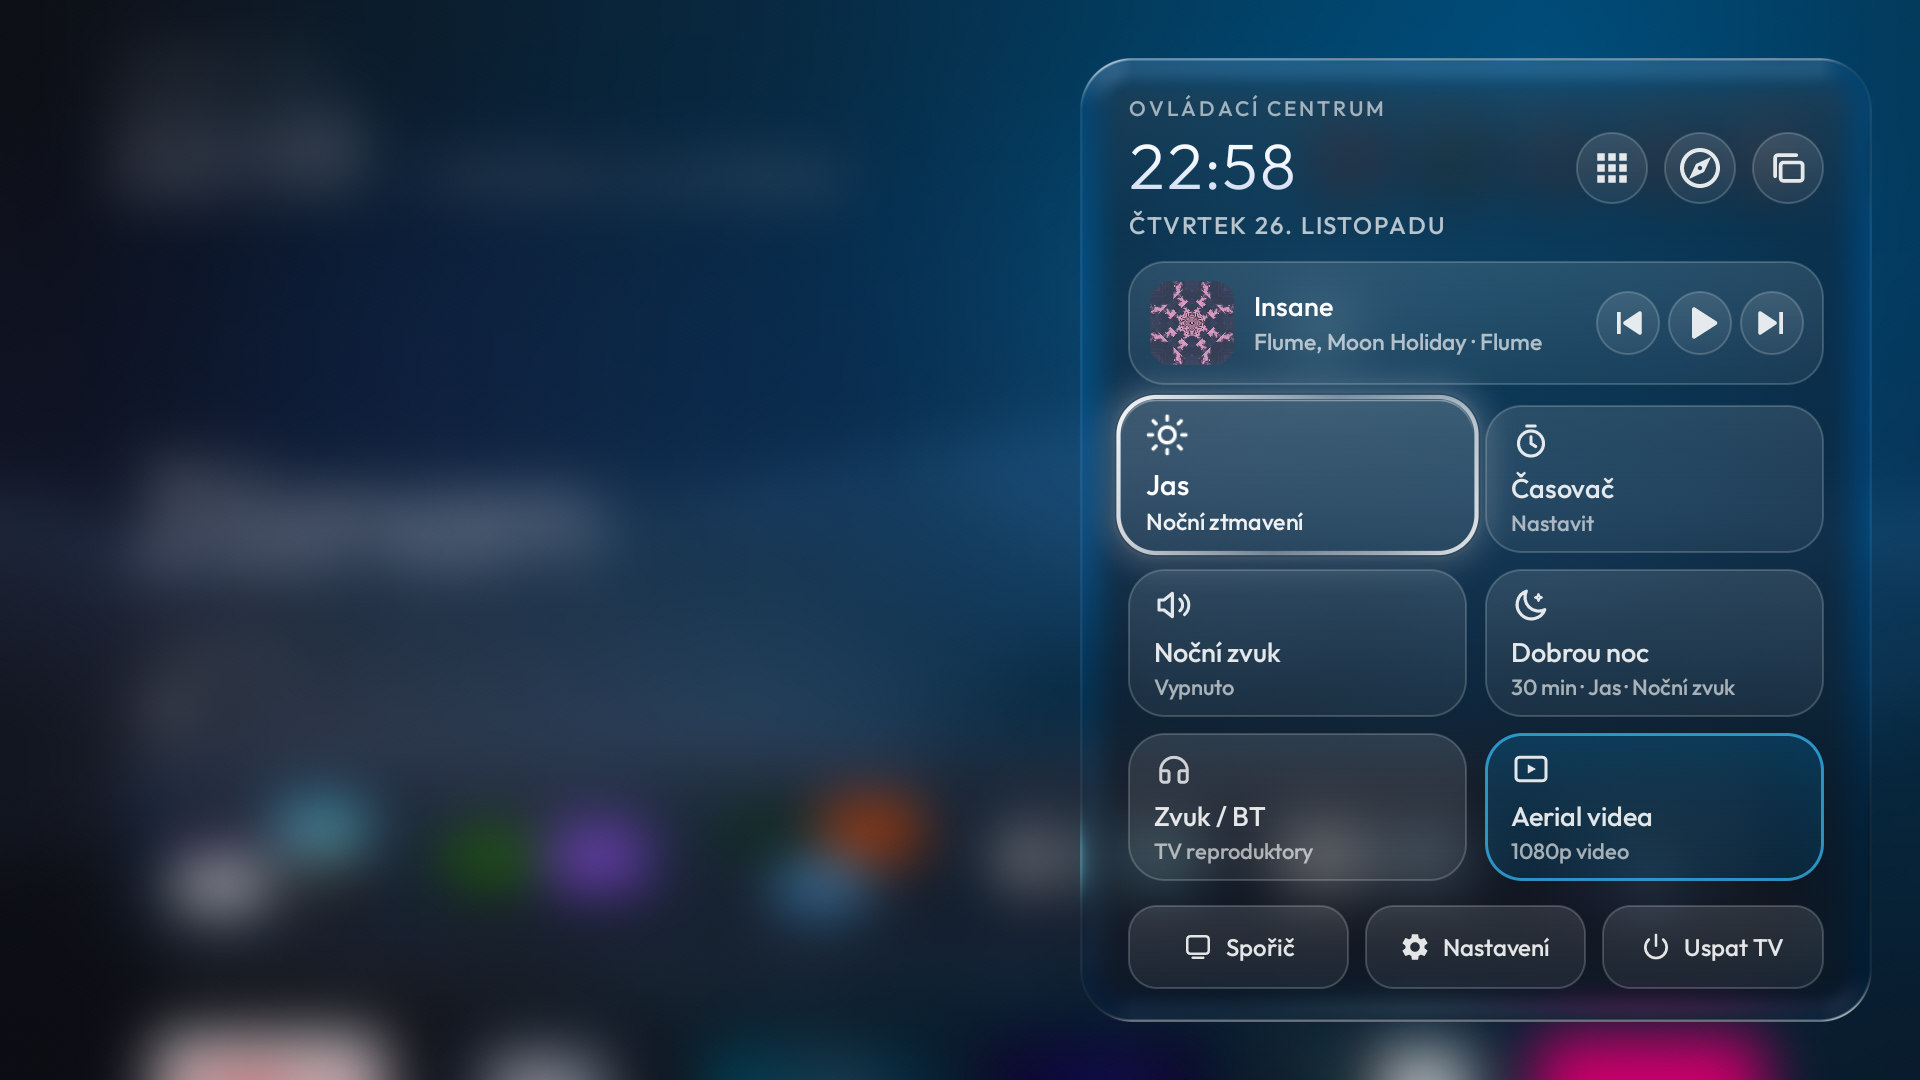 OVLÁDACÍ CENTRUM
22:58
ČTVRTEK 26. LISTOPADU
Insane
Flume, Moon Holiday · Flume
Jas
Noční ztmavení
Časovač
Nastavit
Noční zvuk
Vypnuto
Dobrou noc
30 min · Jas · Noční zvuk
Zvuk / BT
TV reproduktory
Aerial videa
1080p video
Spořič
Nastavení
Uspat TV